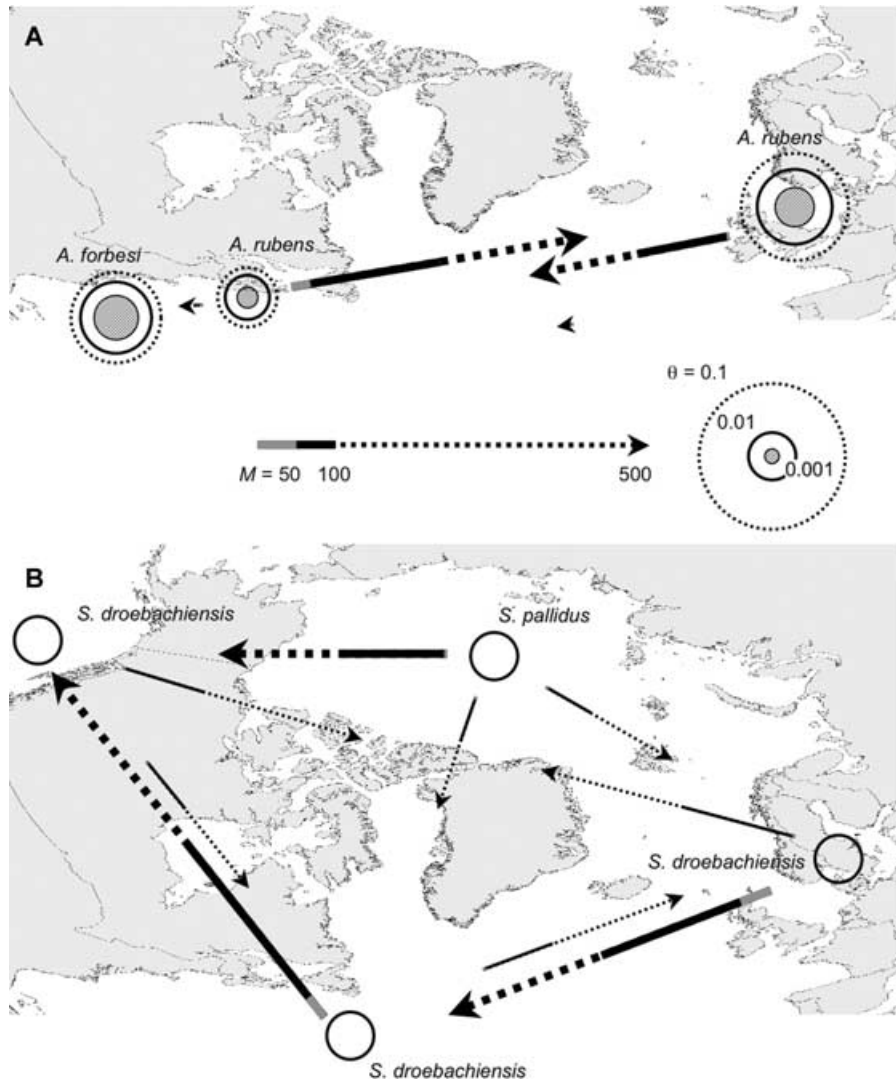 A
A. rubens
A. forbesi
A. rubens
θ = 0.1
0.01
0.001
M = 50
100
500
B
S. droebachiensis
S. pallidus
S. droebachiensis
S. droebachiensis